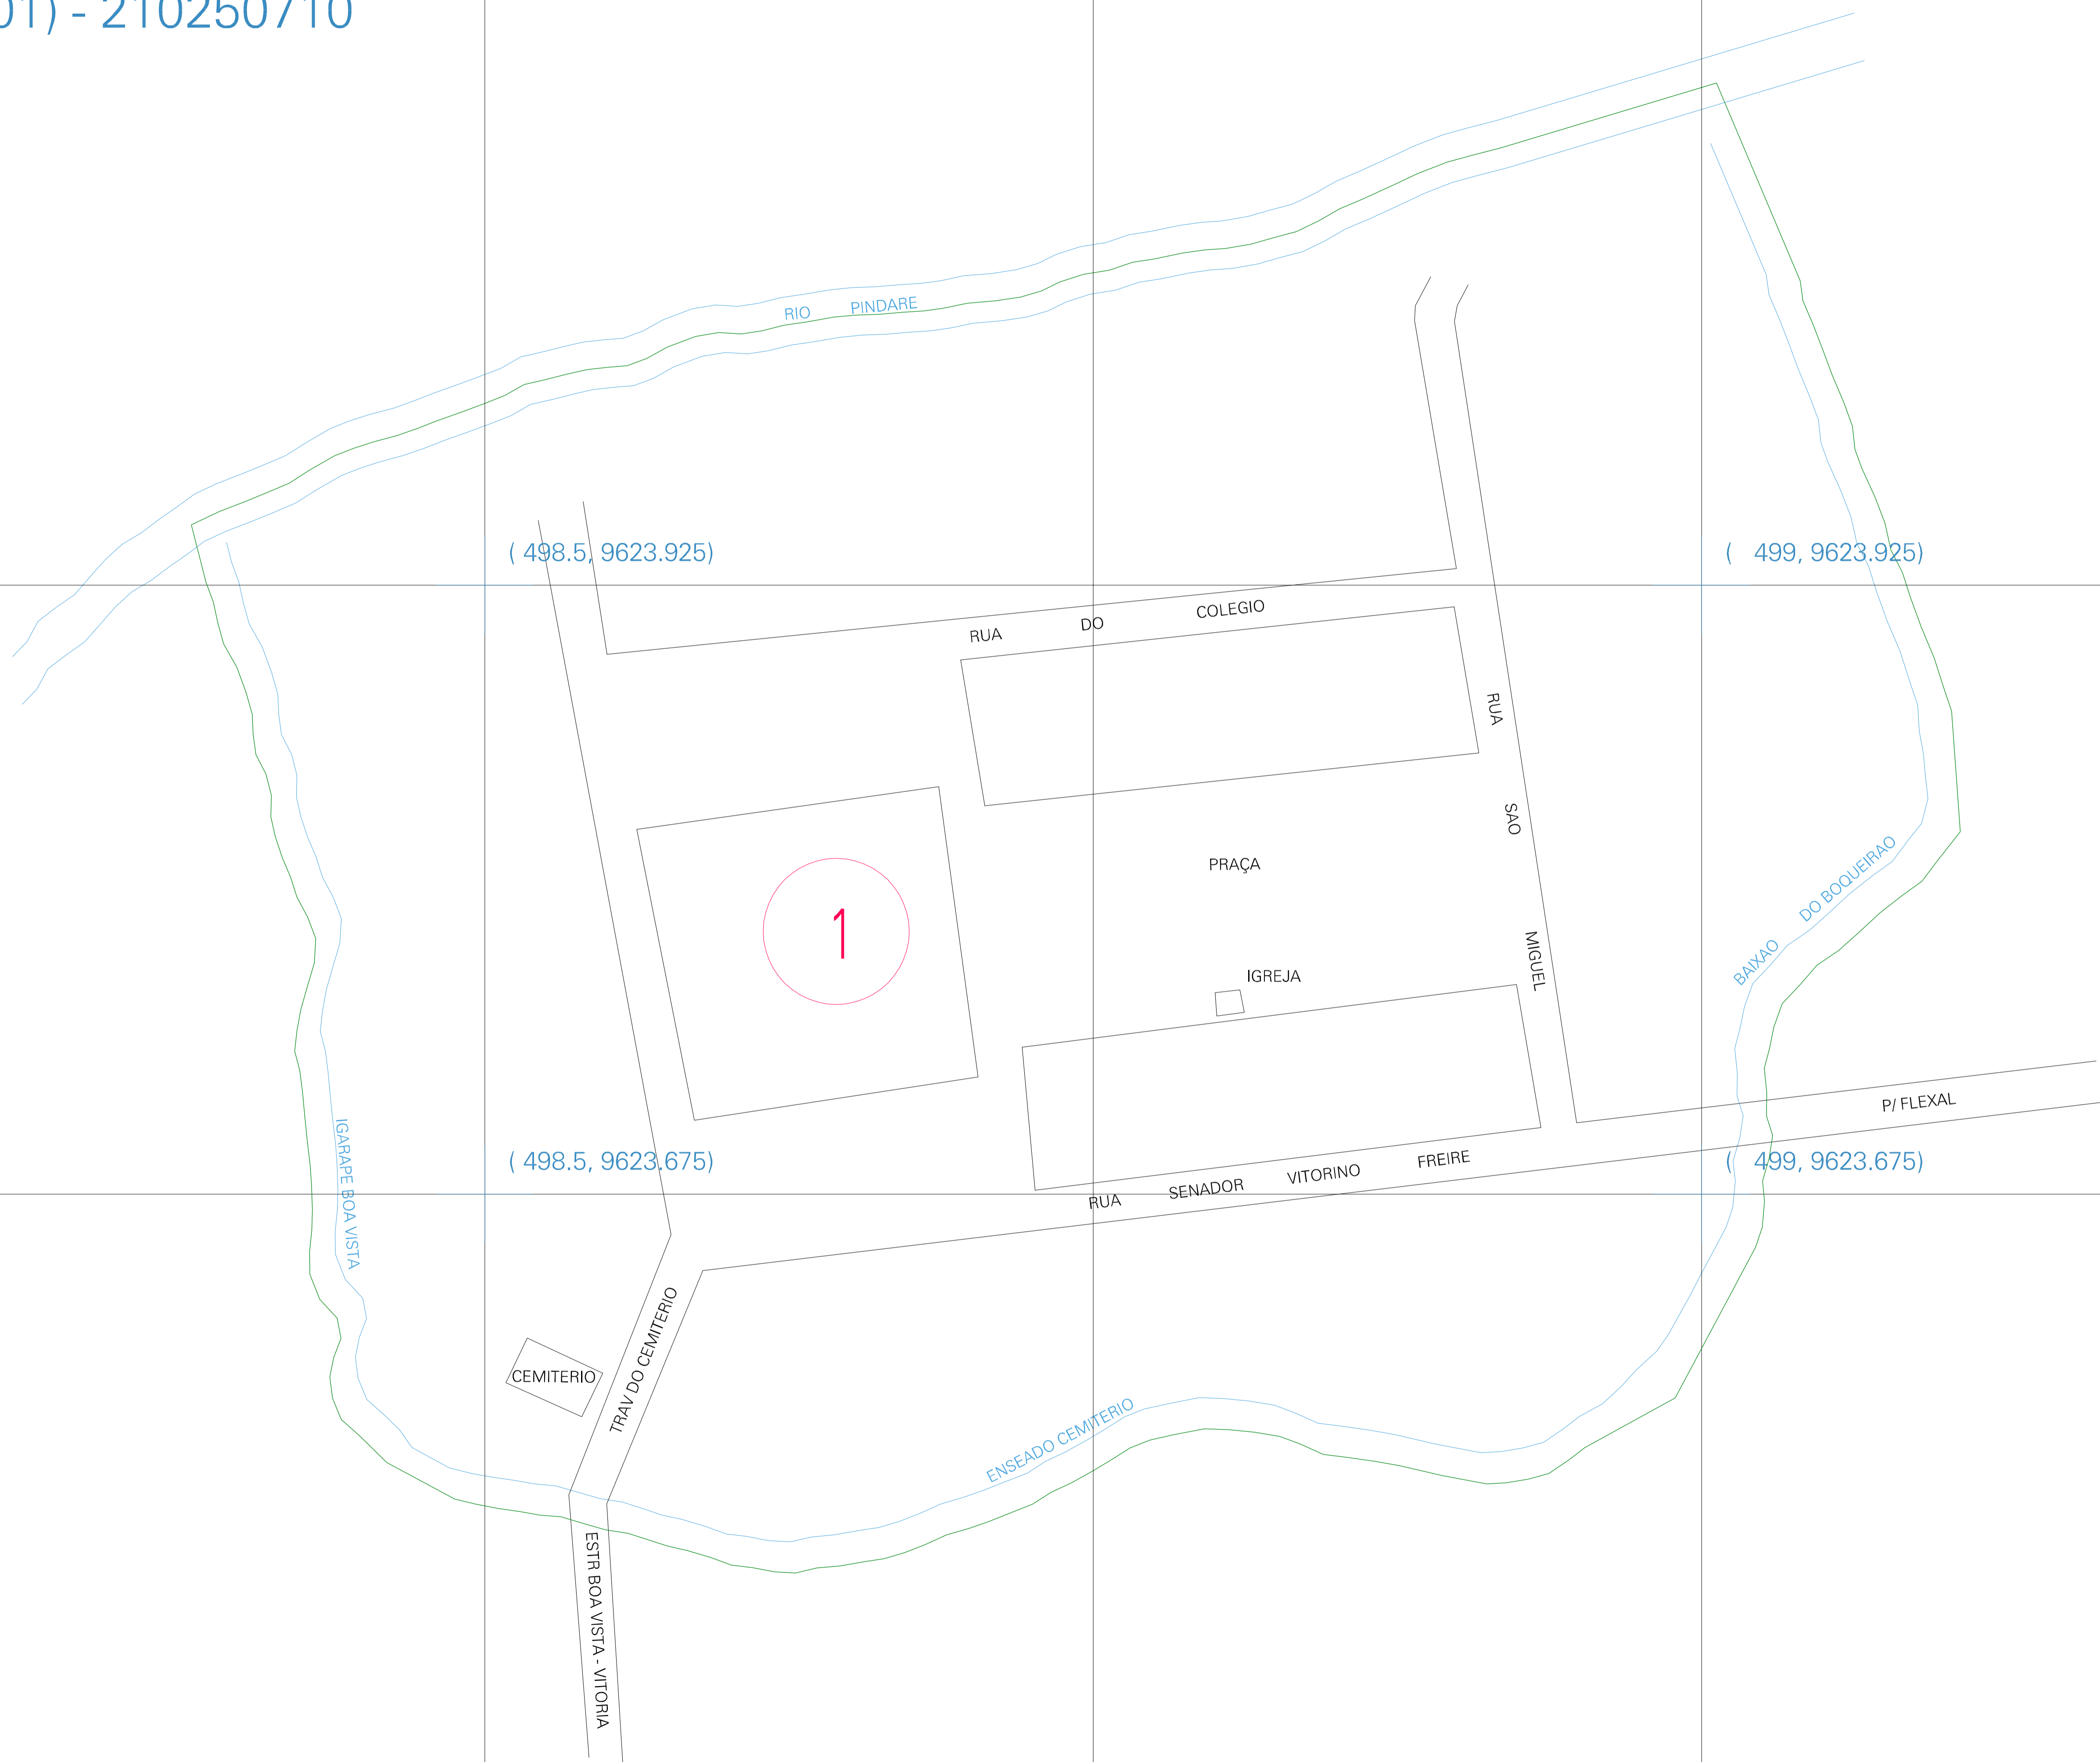 01) - 210250710
RIO PINDARE
( 498.5, 9623.925)
( 499, 9623.925)
RUA DO COLEGIO
RUA SAO MIGUEL
PRAÇA
BAIXAO DO BOQUEIRAO
1
IGREJA
P/ FLEXAL
IGARAPE BOA VISTA
( 498.5, 9623.675)
( 499, 9623.675)
RUA SENADOR VITORINO FREIRE
TRAV DO CEMITERIO
CEMITERIO
ENSEADO CEMITERIO
ESTR BOA VISTA - VITORIA